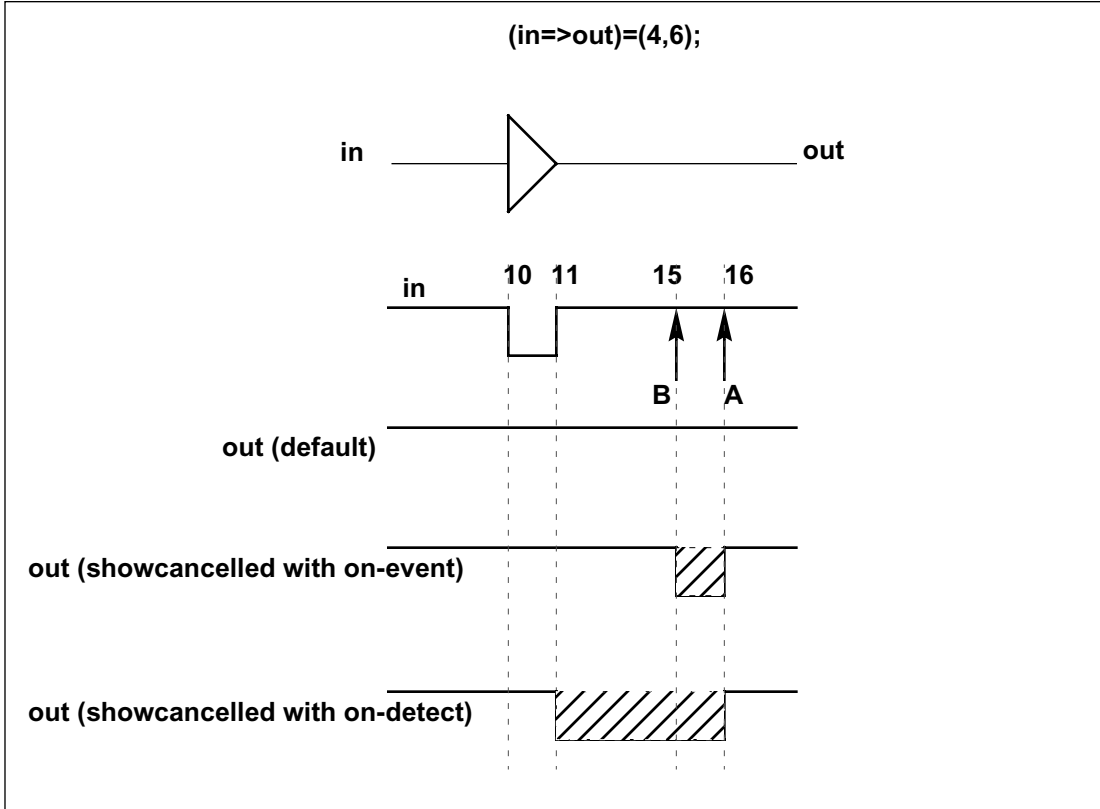 (in=>out)=(4,6);
in out
10 11 15 16
in
B A
out (default)
out (showcancelled with on-event)
out (showcancelled with on-detect)